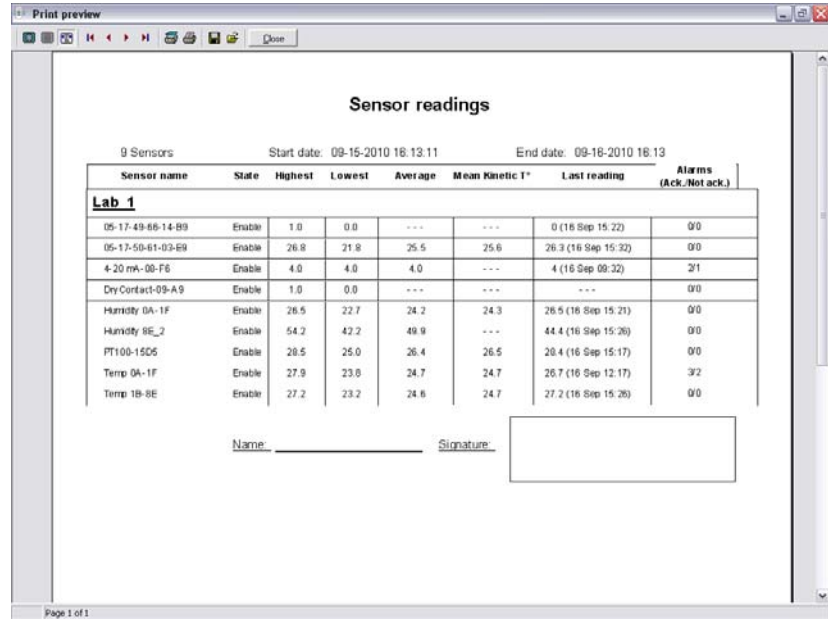 Print preview
Close
Sensor readings
9 Sensors Start date: 09-15-2010 16:13:11 End date: 09-16-2010 16:13
Sensor name State Highest Lowest Average Mean Kinetic T° Last reading Alarms (Ack./Not ack.)
Lab 1
05-17-49-66-14-B9 Enable 1.0 0.0 --- --- 0 (16 Sep 15:22) 0/0
05-17-50-61-03-E9 Enable 26.8 21.8 25.5 25.6 26.3 (16 Sep 15:32) 0/0
4-20 mA-08-F6 Enable 4.0 4.0 4.0 --- 4 (16 Sep 09:32) 2/1
Dry Contact-09-A9 Enable 1.0 0.0 --- --- --- 0/0
Humidity 0A-1F Enable 26.5 22.7 24.2 24.3 26.5 (16 Sep 15:21) 0/0
Humidity 8E_2 Enable 54.2 42.2 49.9 --- 44.4 (16 Sep 15:26) 0/0
PT100-15D5 Enable 28.5 25.0 26.4 26.5 28.4 (16 Sep 15:17) 0/0
Temp 0A-1F Enable 27.9 23.8 24.7 24.7 26.7 (16 Sep 12:17) 3/2
Temp 1B-8E Enable 27.2 23.2 24.6 24.7 27.2 (16 Sep 15:26) 0/0
Name: Signature:
Page 1 of 1